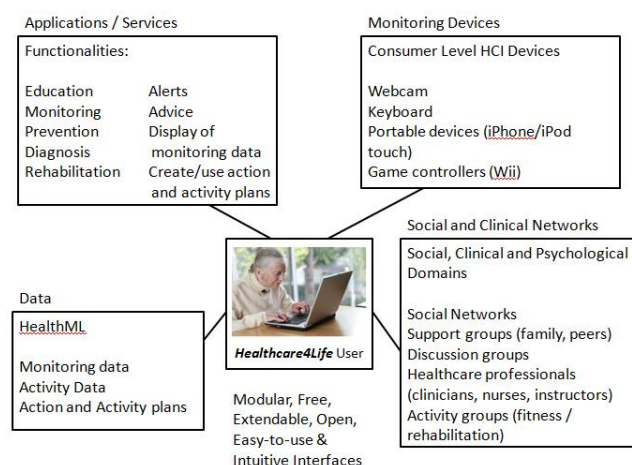 Applications / Services
Functionalities:
Education
Monitoring
Prevention
Diagnosis
Rehabilitation
Alerts
Advice
Display of
monitoring data
Create/use action
and activity plans
Monitoring Devices
Consumer Level HCI Devices
Webcam
Keyboard
Portable devices (iPhone/iPod
touch)
Game controllers (Wii)
Social and Clinical Networks
Social, Clinical and Psychological
Domains
Social Networks
Support groups (family, peers)
Discussion groups
Healthcare professionals
(clinicians, nurses, instructors)
Activity groups (fitness /
rehabilitation)
Data
HealthML
Monitoring data
Activity Data
Action and Activity plans
Healthcare4Life User
Modular, Free,
Extendable, Open,
Easy-to-use &
Intuitive Interfaces